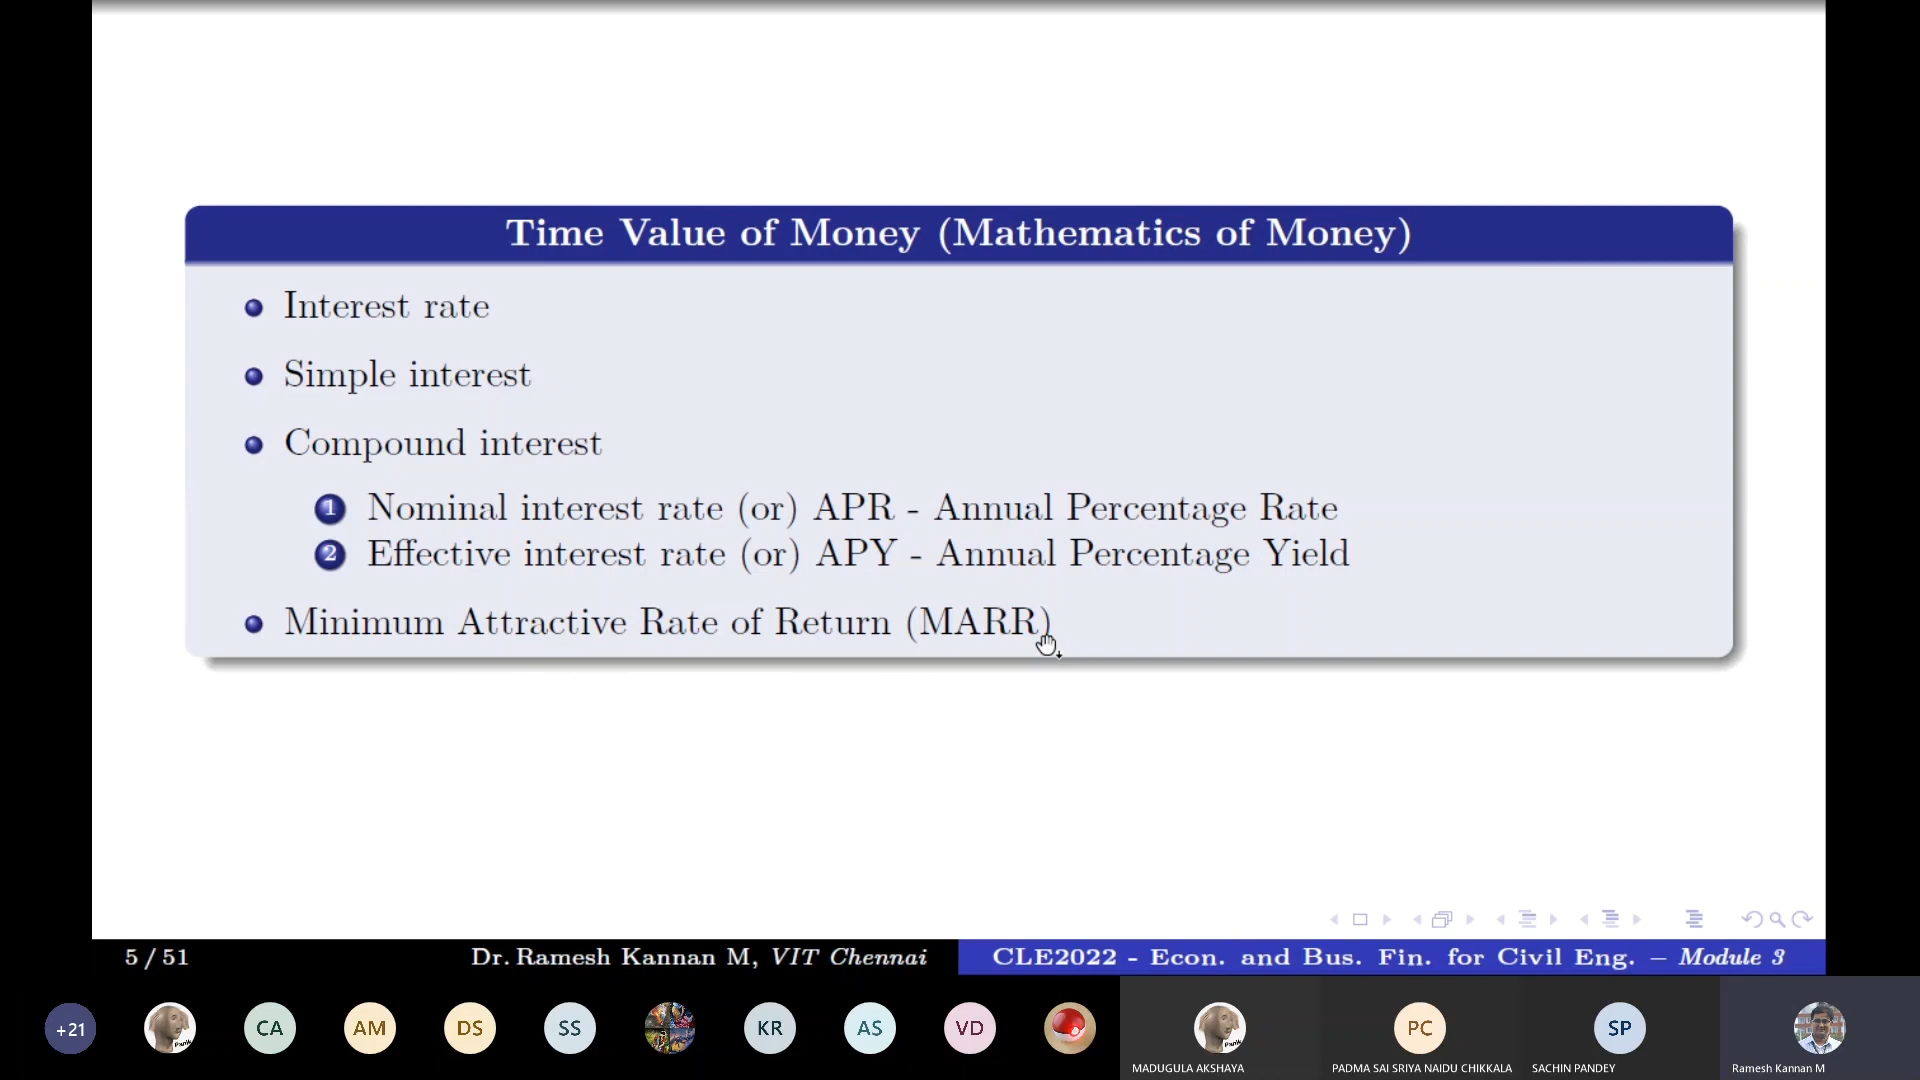 Time Value of Money (Mathematics of Money)
Interest rate
Simple interest
Compound interest
1 Nominal interest rate (or) APR - Annual Percentage Rate
2 Effective interest rate (or) APY - Annual Percentage Yield
Minimum Attractive Rate of Return (MARR)
5 / 51 Dr. Ramesh Kannan M, VIT Chennai CLE2022 - Econ. and Bus. Fin. for Civil Eng. – Module 3
+21 Panik CA AM DS SS KR AS VD Panik PC SP
MADUGULA AKSHAYA PADMA SAI SRIYA NAIDU CHIKKALA SACHIN PANDEY Ramesh Kannan M